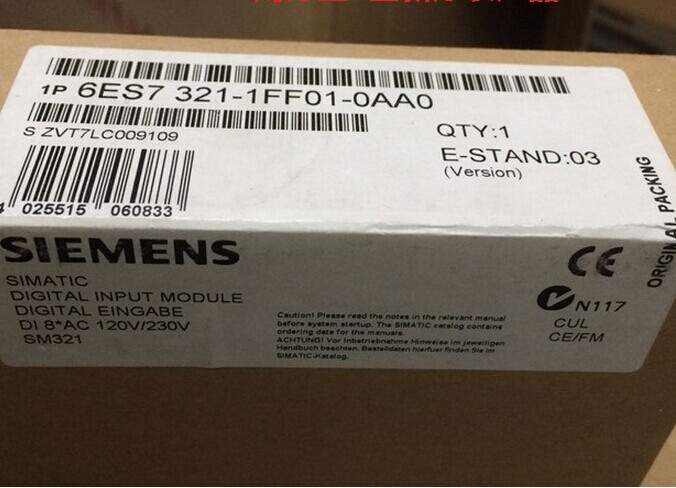 1P 6ES7 321-1FF01-0AA0
S ZVT7LC009109
QTY:1
E-STAND:03
(Version)
4 025515 060833
ORIGINAL PACKING
SIEMENS
SIMATIC
DIGITAL INPUT MODULE
DIGITAL EINGABE
DI 8*AC 120V/230V
SM321
Caution! Please read the notes in the relevant manual
before system startup. The SIMATIC catalog contains
ordering data for the manuals.
ACHTUNG! Vor Inbetriebnahme Hinweise im jeweiligen
Handbuch beachten. Bestelldaten hierfuer finden Sie im
SIMATIC-Katalog.
CE
N117
CUL
CE/FM